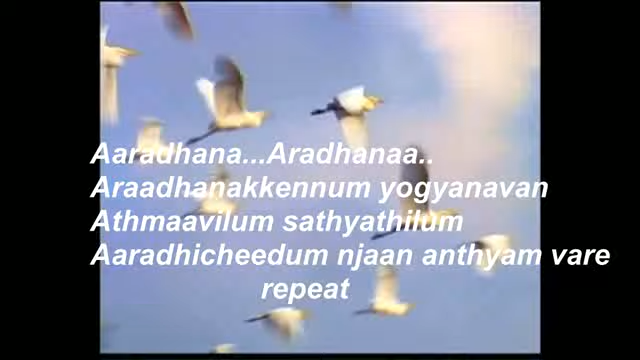 Aaradhana...Aradhanaa..
Araadhanakkennum yogyanavan
Athmaavilum sathyathilum
Aaradhicheedum njaan anthyam vare
repeat